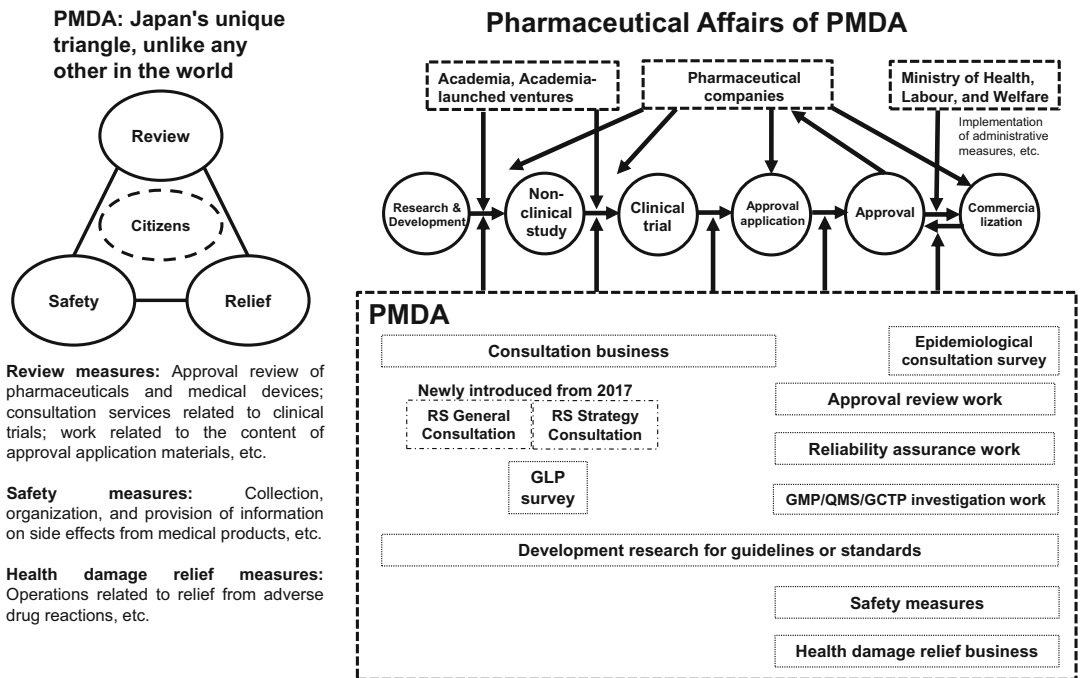 PMDA: Japan's unique
triangle, unlike any
other in the world
Review
Citizens
Safety
Relief
Review measures: Approval review of
pharmaceuticals and medical devices;
consultation services related to clinical
trials; work related to the content of
approval application materials, etc.
Safety measures: Collection,
organization, and provision of information
on side effects from medical products, etc.
Health damage relief measures:
Operations related to relief from adverse
drug reactions, etc.
Pharmaceutical Affairs of PMDA
Academia, Academia-
launched ventures
Pharmaceutical
companies
Ministry of Health,
Labour, and Welfare
Implementation
of administrative
measures, etc.
Research &
Development
Non-
clinical
study
Clinical
trial
Approval
application
Approval
Commercia
lization
PMDA
Consultation business
Epidemiological
consultation survey
Newly introduced from 2017
RS General
Consultation
RS Strategy
Consultation
Approval review work
Reliability assurance work
GLP
survey
GMP/QMS/GCTP investigation work
Development research for guidelines or standards
Safety measures
Health damage relief business